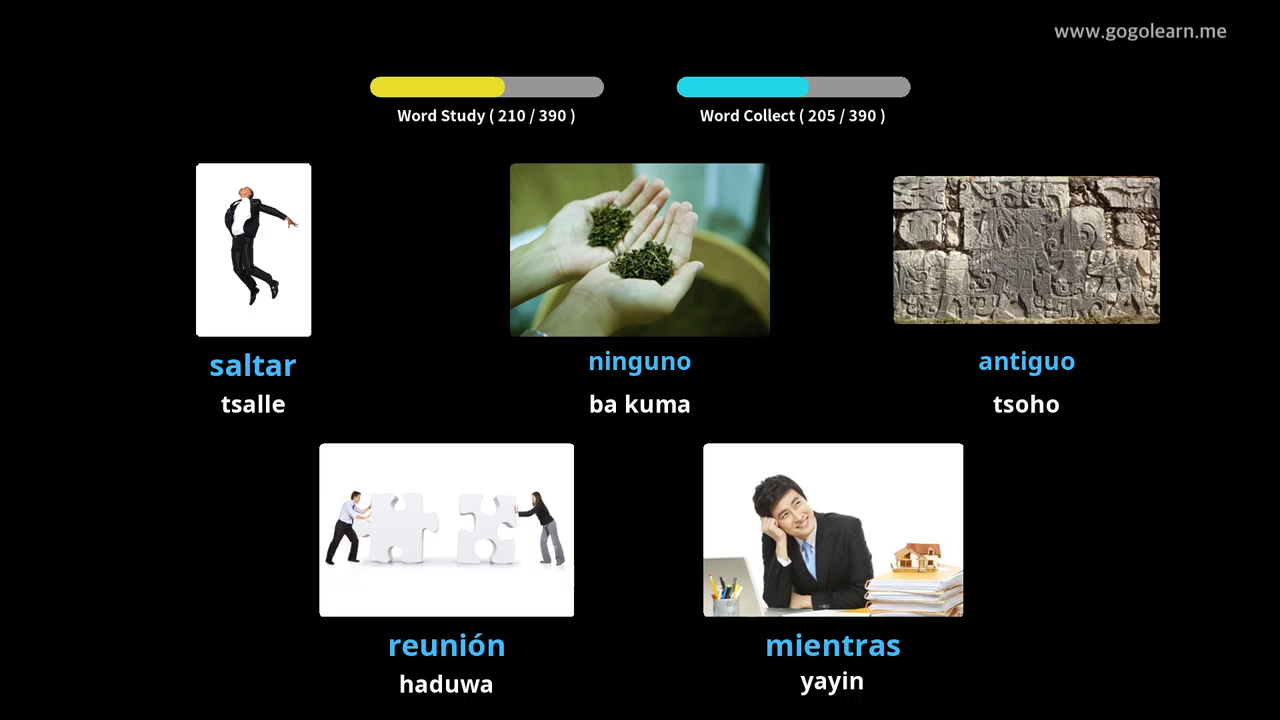 www.gogolearn.me
Word Study ( 210 / 390 )
Word Collect ( 205 / 390 )
saltar
tsalle
ninguno
ba kuma
antiguo
tsoho
reunión
haduwa
mientras
yayin